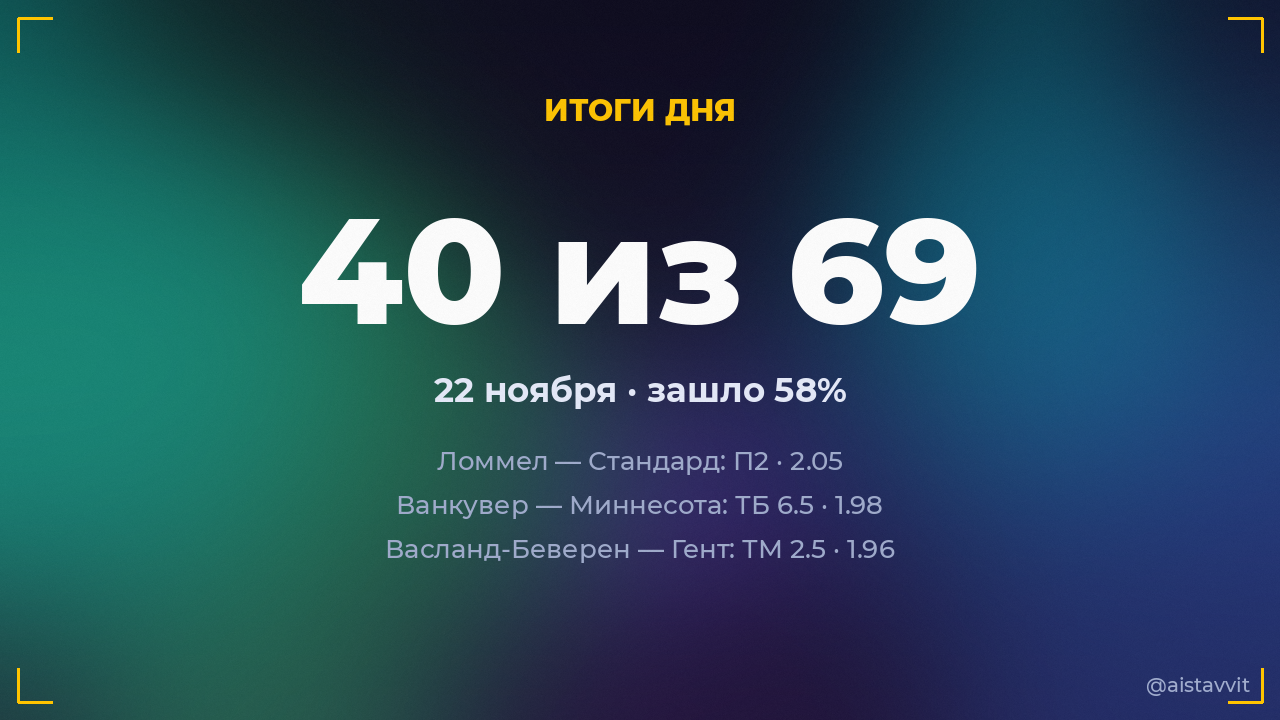 ИТОГИ ДНЯ
40 из 69
22 ноября · зашло 58%
Ломмел — Стандард: П2 · 2.05
Ванкувер — Миннесота: ТБ 6.5 · 1.98
Васланд-Беверен — Гент: ТМ 2.5 · 1.96
@aistavvit